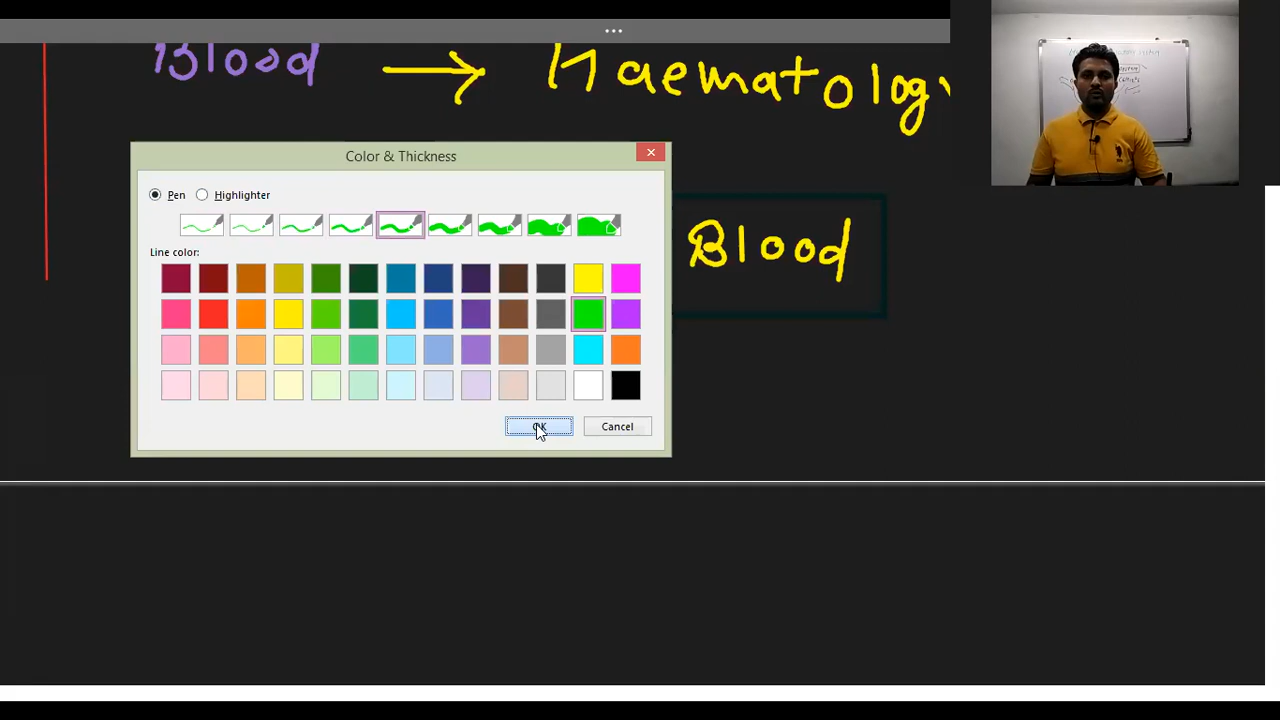 Blood → Haematology
Color & Thickness
Pen Highlighter
Line color:
Blood
OK Cancel